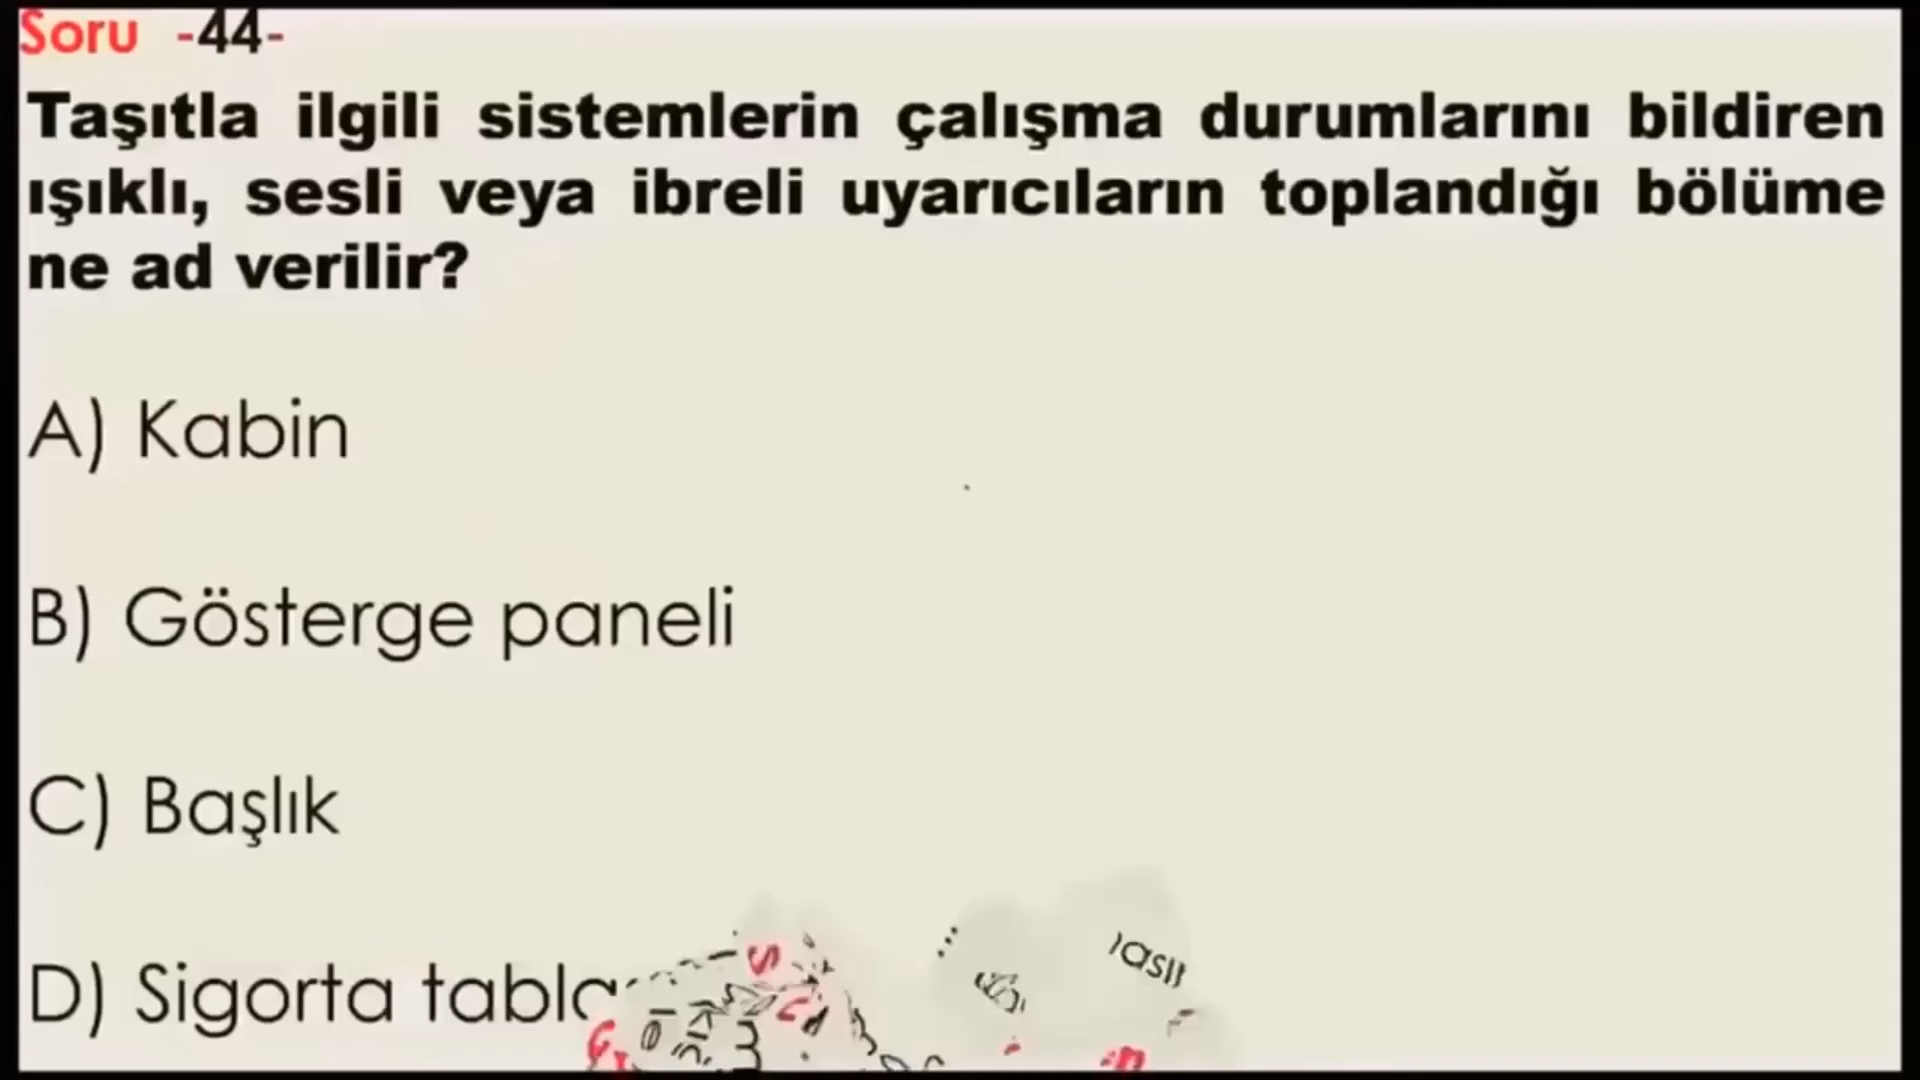 Soru -44-
Taşıtla ilgili sistemlerin çalışma durumlarını bildiren
ışıklı, sesli veya ibreli uyarıcıların toplandığı bölüme
ne ad verilir?
A) Kabin
B) Gösterge paneli
C) Başlık
D) Sigorta